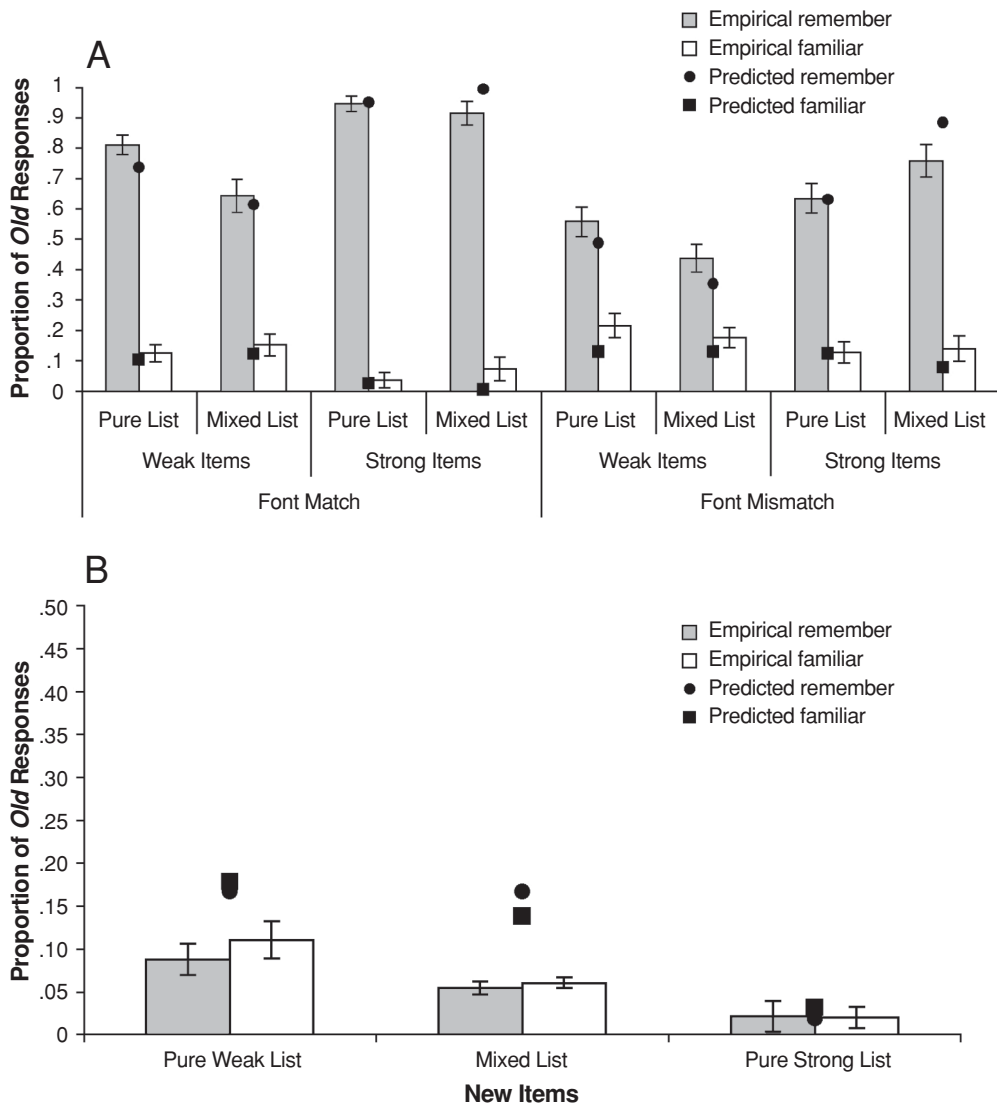 A
Empirical remember
Empirical familiar
Predicted remember
Predicted familiar
Proportion of Old Responses
1
.9
.8
.7
.6
.5
.4
.3
.2
.1
0
Pure List Mixed List Pure List Mixed List Pure List Mixed List Pure List Mixed List
Weak Items Strong Items Weak Items Strong Items
Font Match Font Mismatch
B
Empirical remember
Empirical familiar
Predicted remember
Predicted familiar
Proportion of Old Responses
.50
.45
.40
.35
.30
.25
.20
.15
.10
.05
0
Pure Weak List Mixed List Pure Strong List
New Items